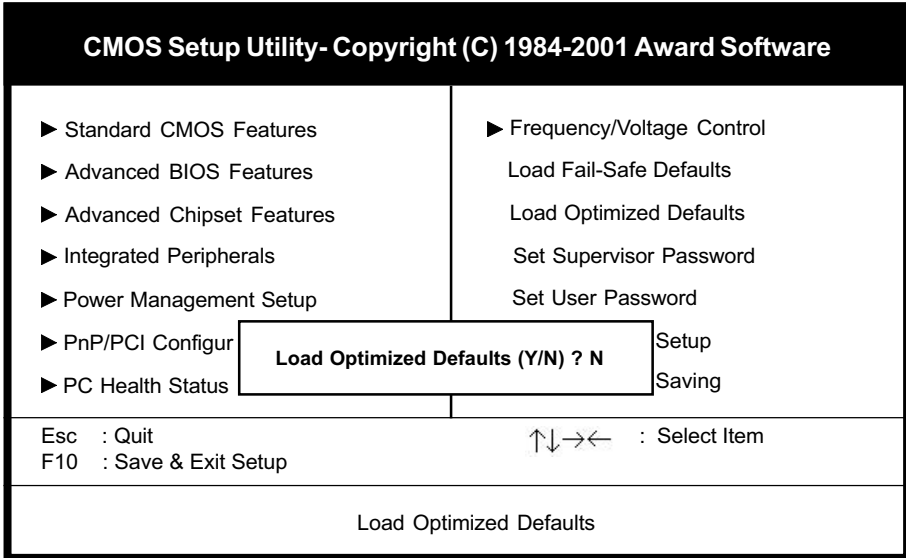 CMOS Setup Utility- Copyright (C) 1984-2001 Award Software
► Standard CMOS Features
► Advanced BIOS Features
► Advanced Chipset Features
► Integrated Peripherals
► Power Management Setup
► PnP/PCI Configur
► PC Health Status
► Frequency/Voltage Control
Load Fail-Safe Defaults
Load Optimized Defaults
Set Supervisor Password
Set User Password
Setup
Saving
Load Optimized Defaults (Y/N) ? N
Esc : Quit
F10 : Save & Exit Setup
↑↓→← : Select Item
Load Optimized Defaults